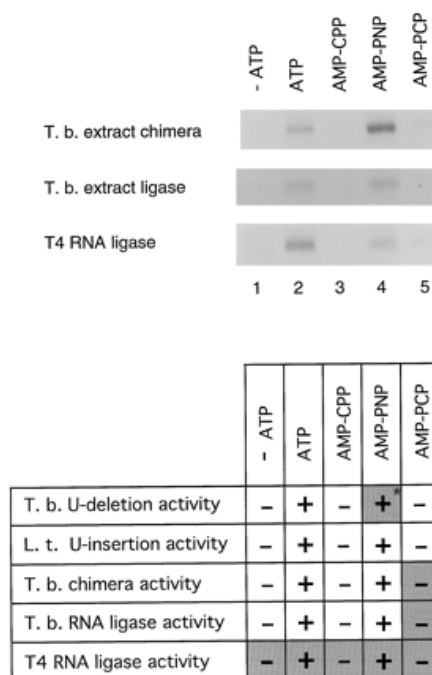 - ATP ATP AMP-CPP AMP-PNP AMP-PCP
T. b. extract chimera
T. b. extract ligase
T4 RNA ligase
1 2 3 4 5
- ATP ATP AMP-CPP AMP-PNP AMP-PCP
T. b. U-deletion activity - + - +* -
L. t. U-insertion activity - + - + -
T. b. chimera activity - + - + -
T. b. RNA ligase activity - + - + -
T4 RNA ligase activity - + - + -